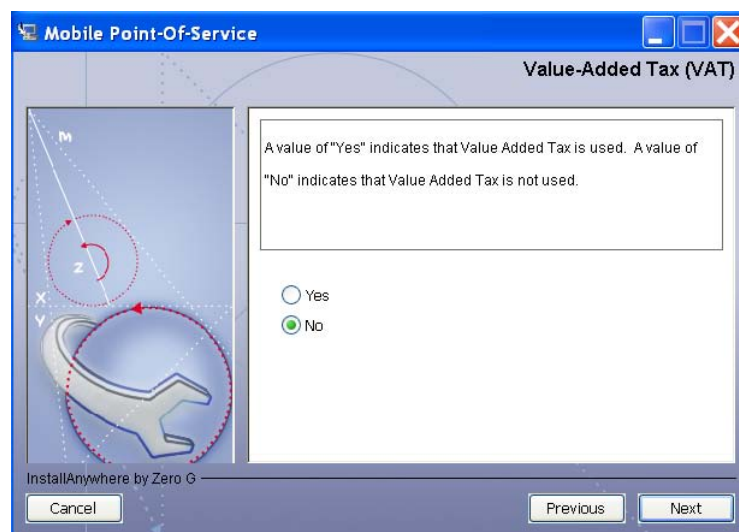 Mobile Point-Of-Service
Value-Added Tax (VAT)
M
Z
X
Y
A value of "Yes" indicates that Value Added Tax is used. A value of
"No" indicates that Value Added Tax is not used.
Yes
No
InstallAnywhere by Zero G
Cancel
Previous
Next